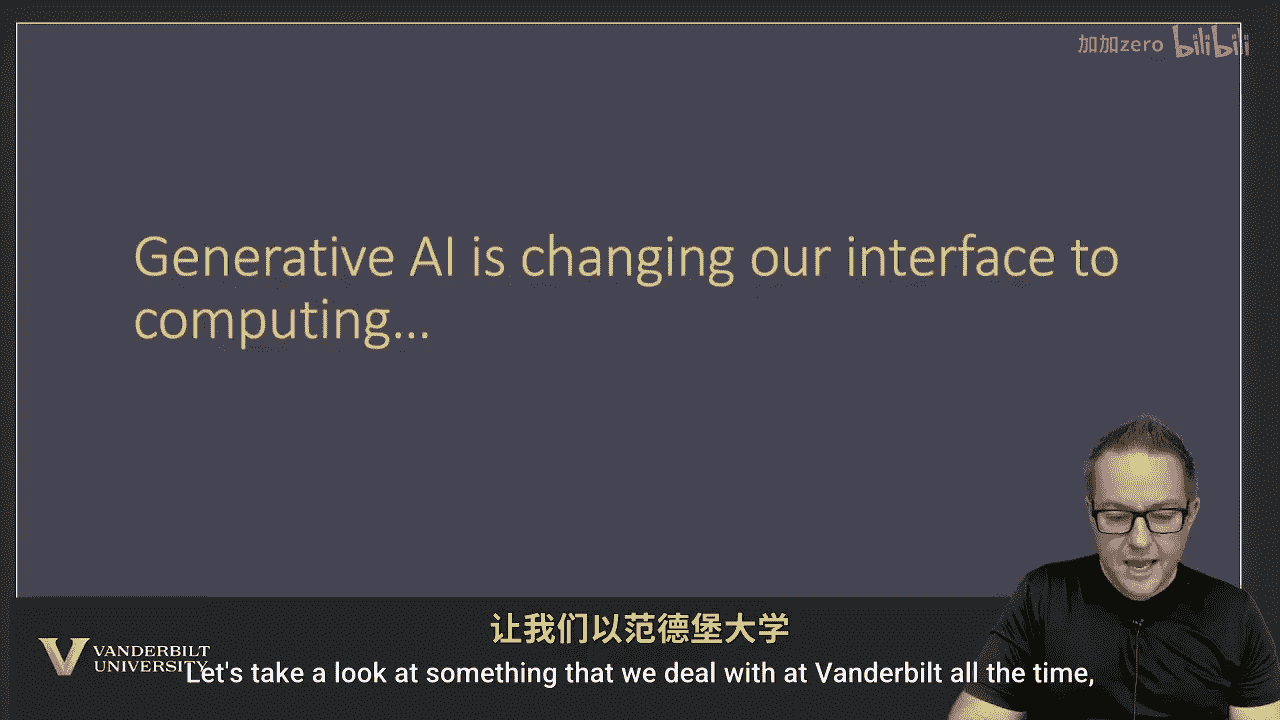 加加zero bilibili
Generative AI is changing our interface to
computing...
让我们以范德堡大学
VANDERBILT
UNIVERSITY
Let's take a look at something that we deal with at Vanderbilt all the time,